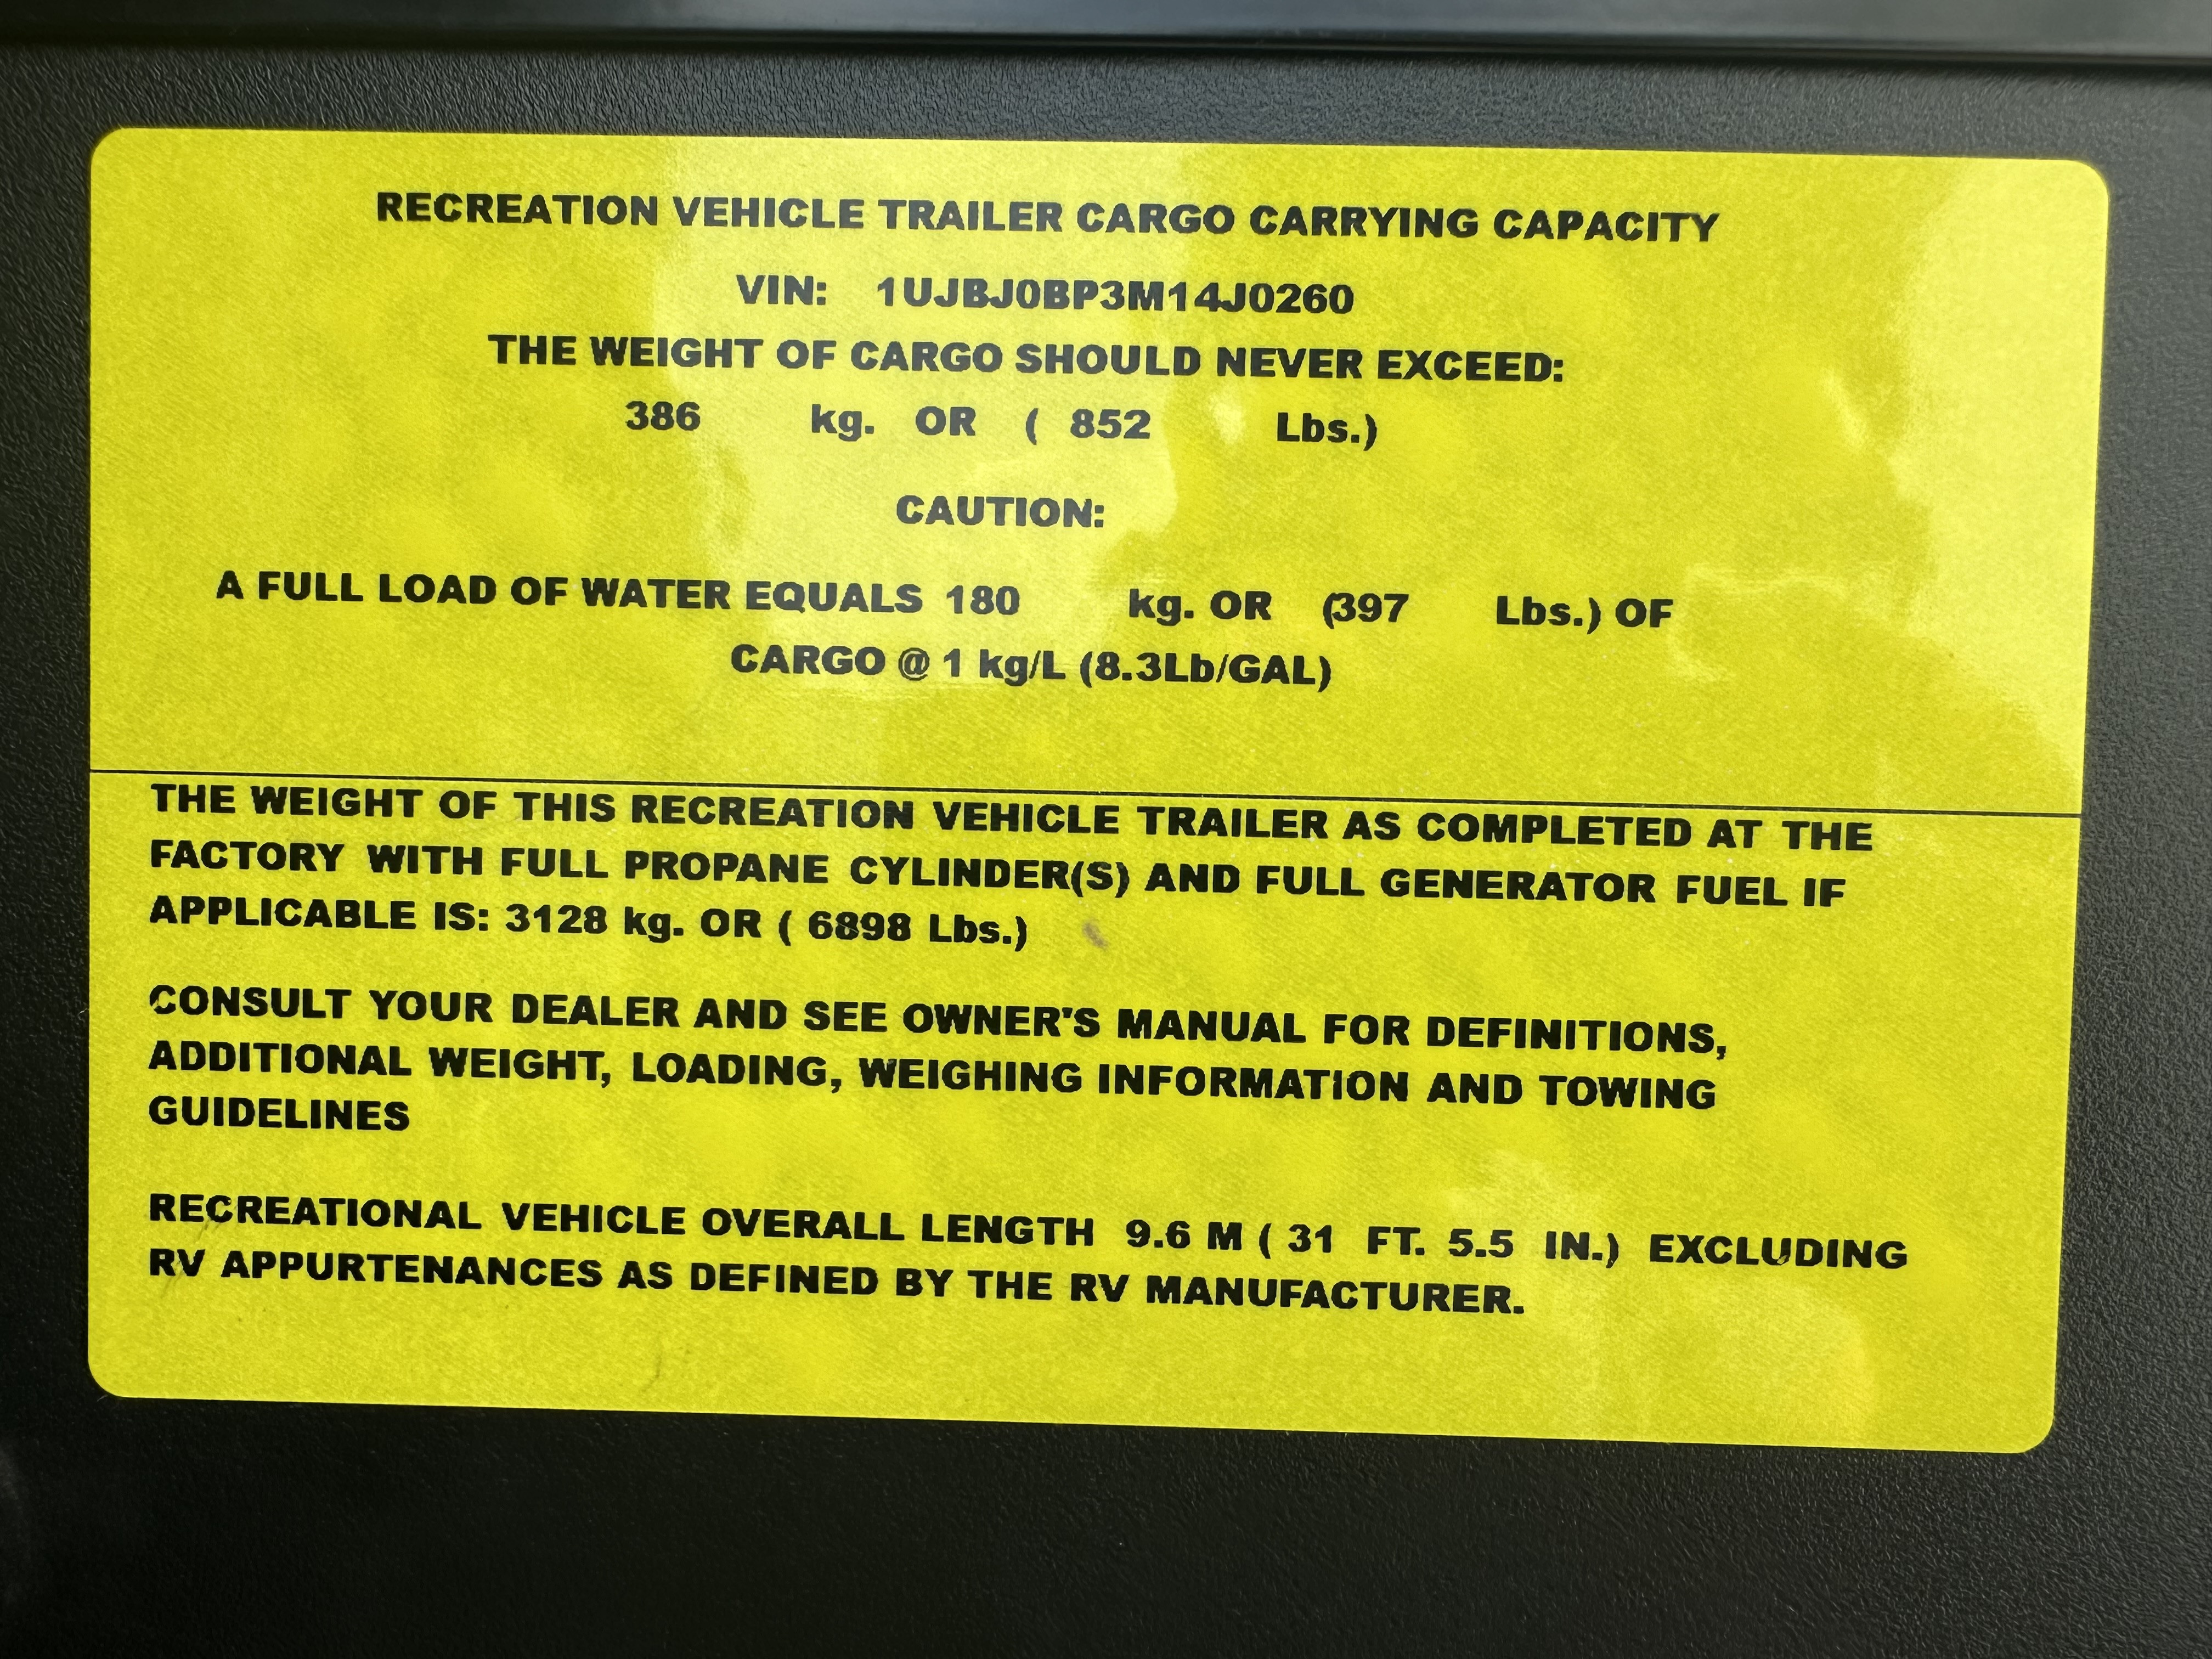 RECREATION VEHICLE TRAILER CARGO CARRYING CAPACITY
VIN: 1UJBJ0BP3M14J0260
THE WEIGHT OF CARGO SHOULD NEVER EXCEED:
386 kg. OR ( 852 Lbs.)
CAUTION:
A FULL LOAD OF WATER EQUALS 180 kg. OR (397 Lbs.) OF
CARGO @ 1 kg/L (8.3Lb/GAL)
THE WEIGHT OF THIS RECREATION VEHICLE TRAILER AS COMPLETED AT THE
FACTORY WITH FULL PROPANE CYLINDER(S) AND FULL GENERATOR FUEL IF
APPLICABLE IS: 3128 kg. OR ( 6898 Lbs.)
CONSULT YOUR DEALER AND SEE OWNER'S MANUAL FOR DEFINITIONS,
ADDITIONAL WEIGHT, LOADING, WEIGHING INFORMATION AND TOWING
GUIDELINES
RECREATIONAL VEHICLE OVERALL LENGTH 9.6 M ( 31 FT. 5.5 IN.) EXCLUDING
RV APPURTENANCES AS DEFINED BY THE RV MANUFACTURER.